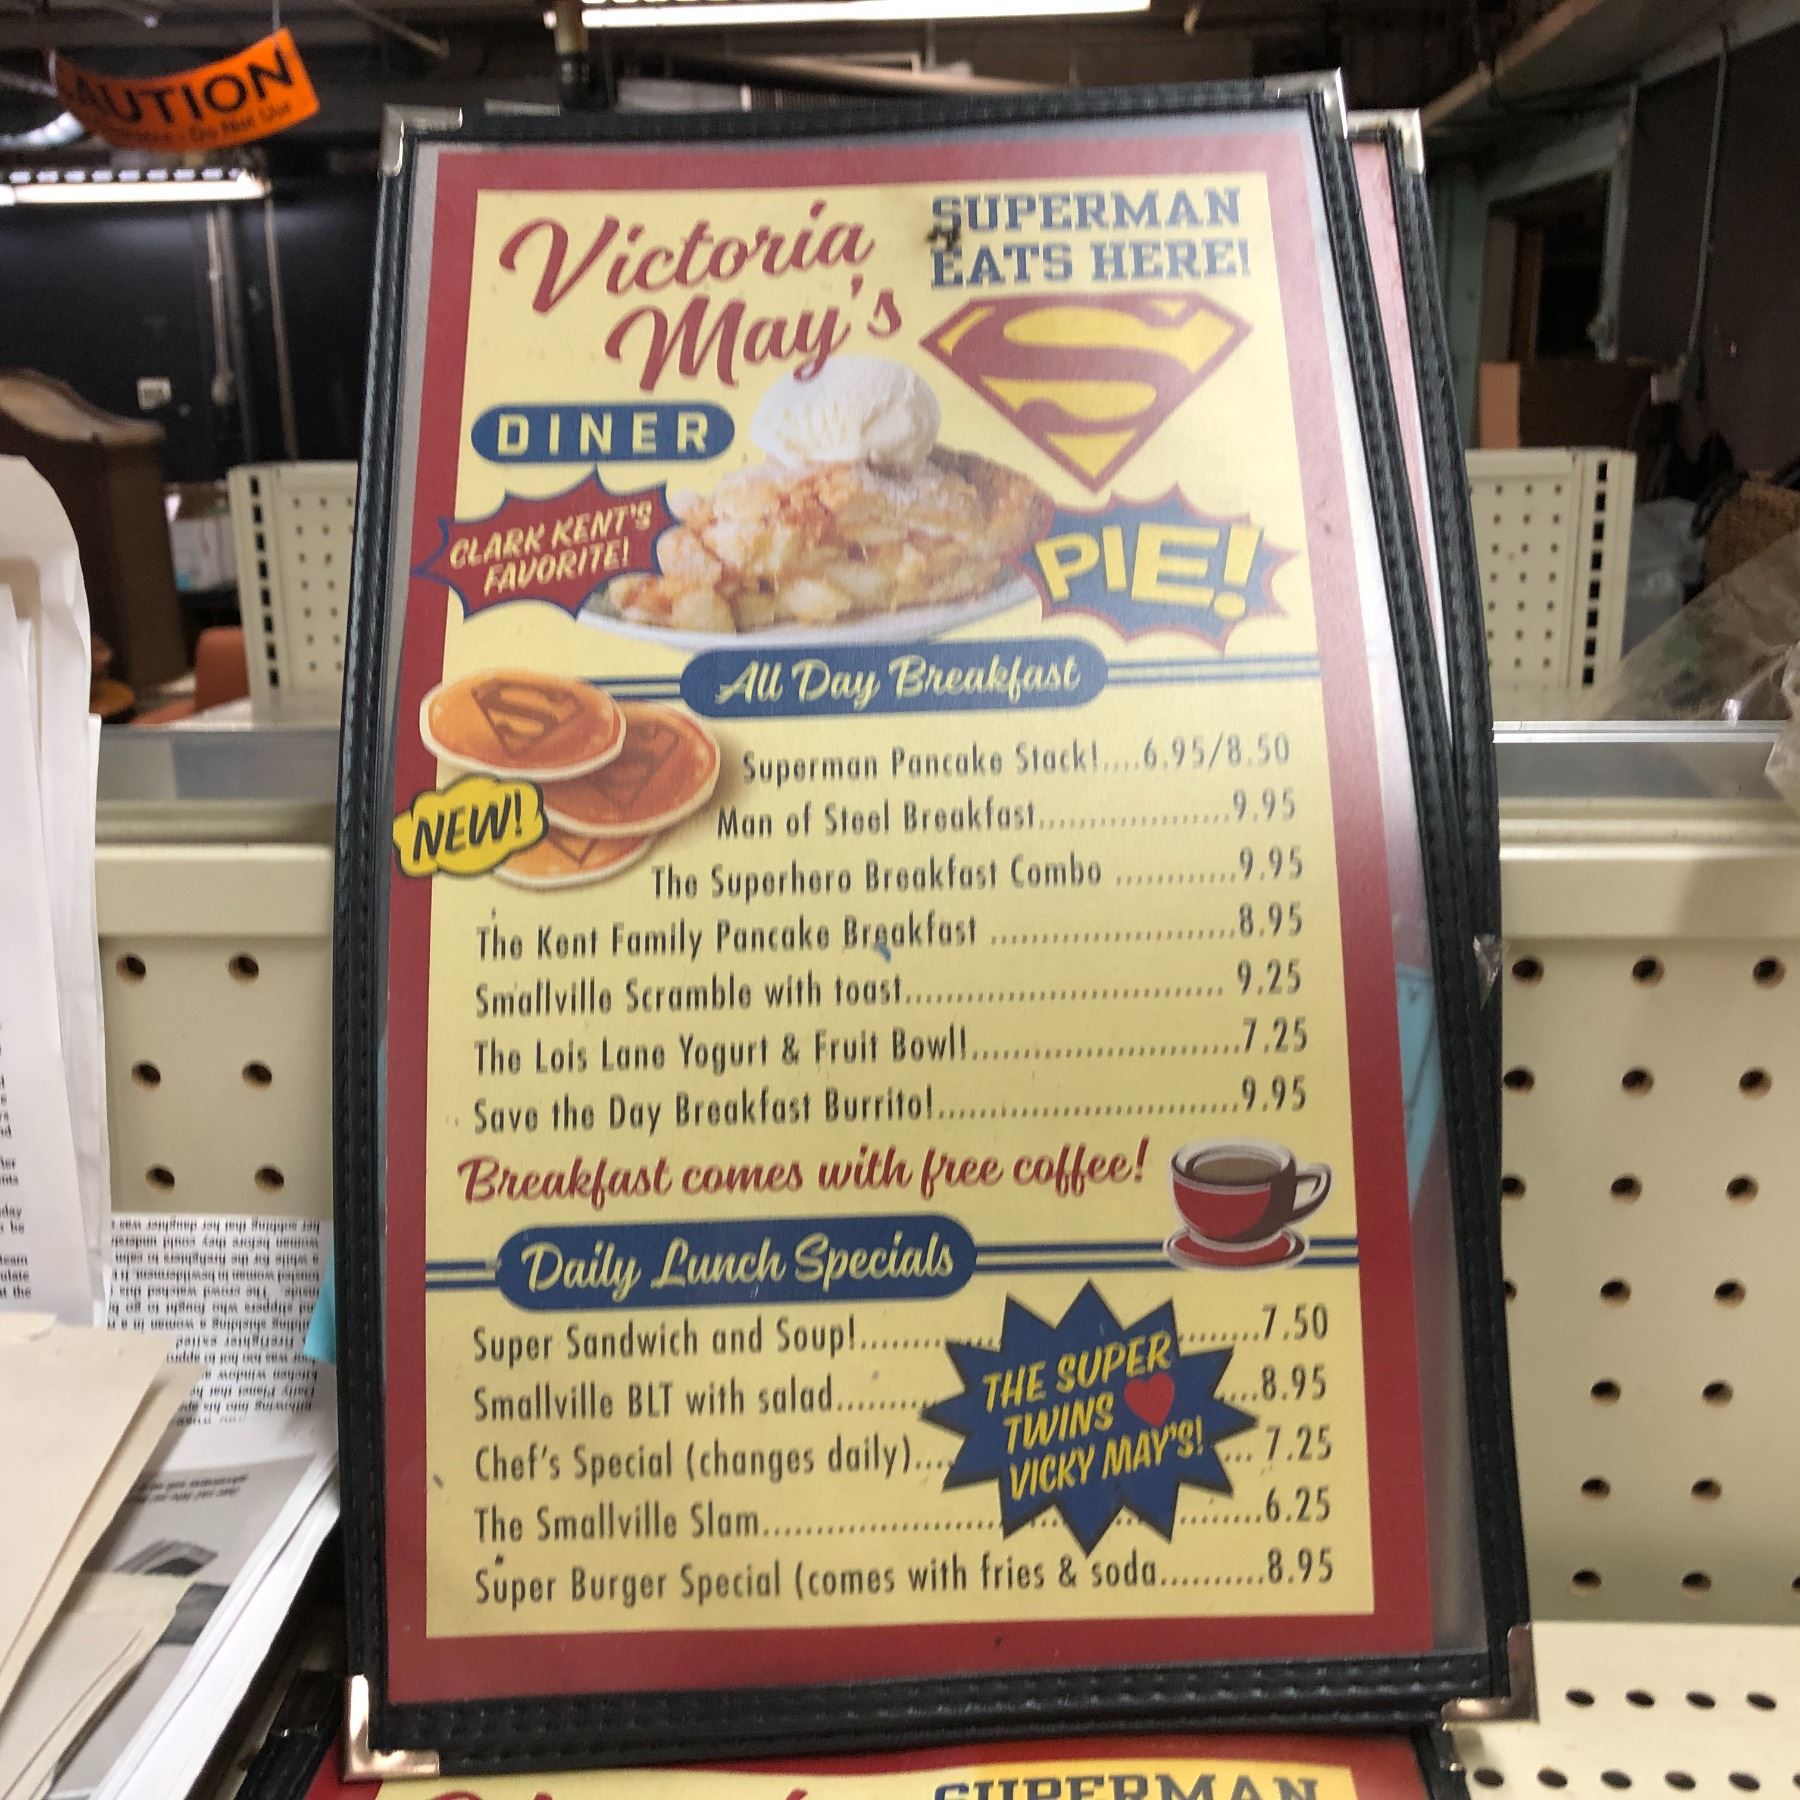 CAUTION
Do Not Use
Victoria
May's
DINER
SUPERMAN
EATS HERE!
CLARK KENT'S
FAVORITE!
PIE!
All Day Breakfast
NEW!
Superman Pancake Stack!....6.95/8.50
Man of Steel Breakfast...................9.95
The Superhero Breakfast Combo ............9.95
The Kent Family Pancake Breakfast ........................8.95
Smallville Scramble with toast............................... 9.25
The Lois Lane Yogurt & Fruit Bowl!..........................7.25
Save the Day Breakfast Burrito!.............................9.95
Breakfast comes with free coffee!
Daily Lunch Specials
Super Sandwich and Soup!......................7.50
Smallville BLT with salad.............8.95
Chef's Special (changes daily)....... 7.25
The Smallville Slam........................................6.25
Super Burger Special (comes with fries & soda..........8.95
THE SUPER
TWINS
VICKY MAY'S!
SUPERMAN